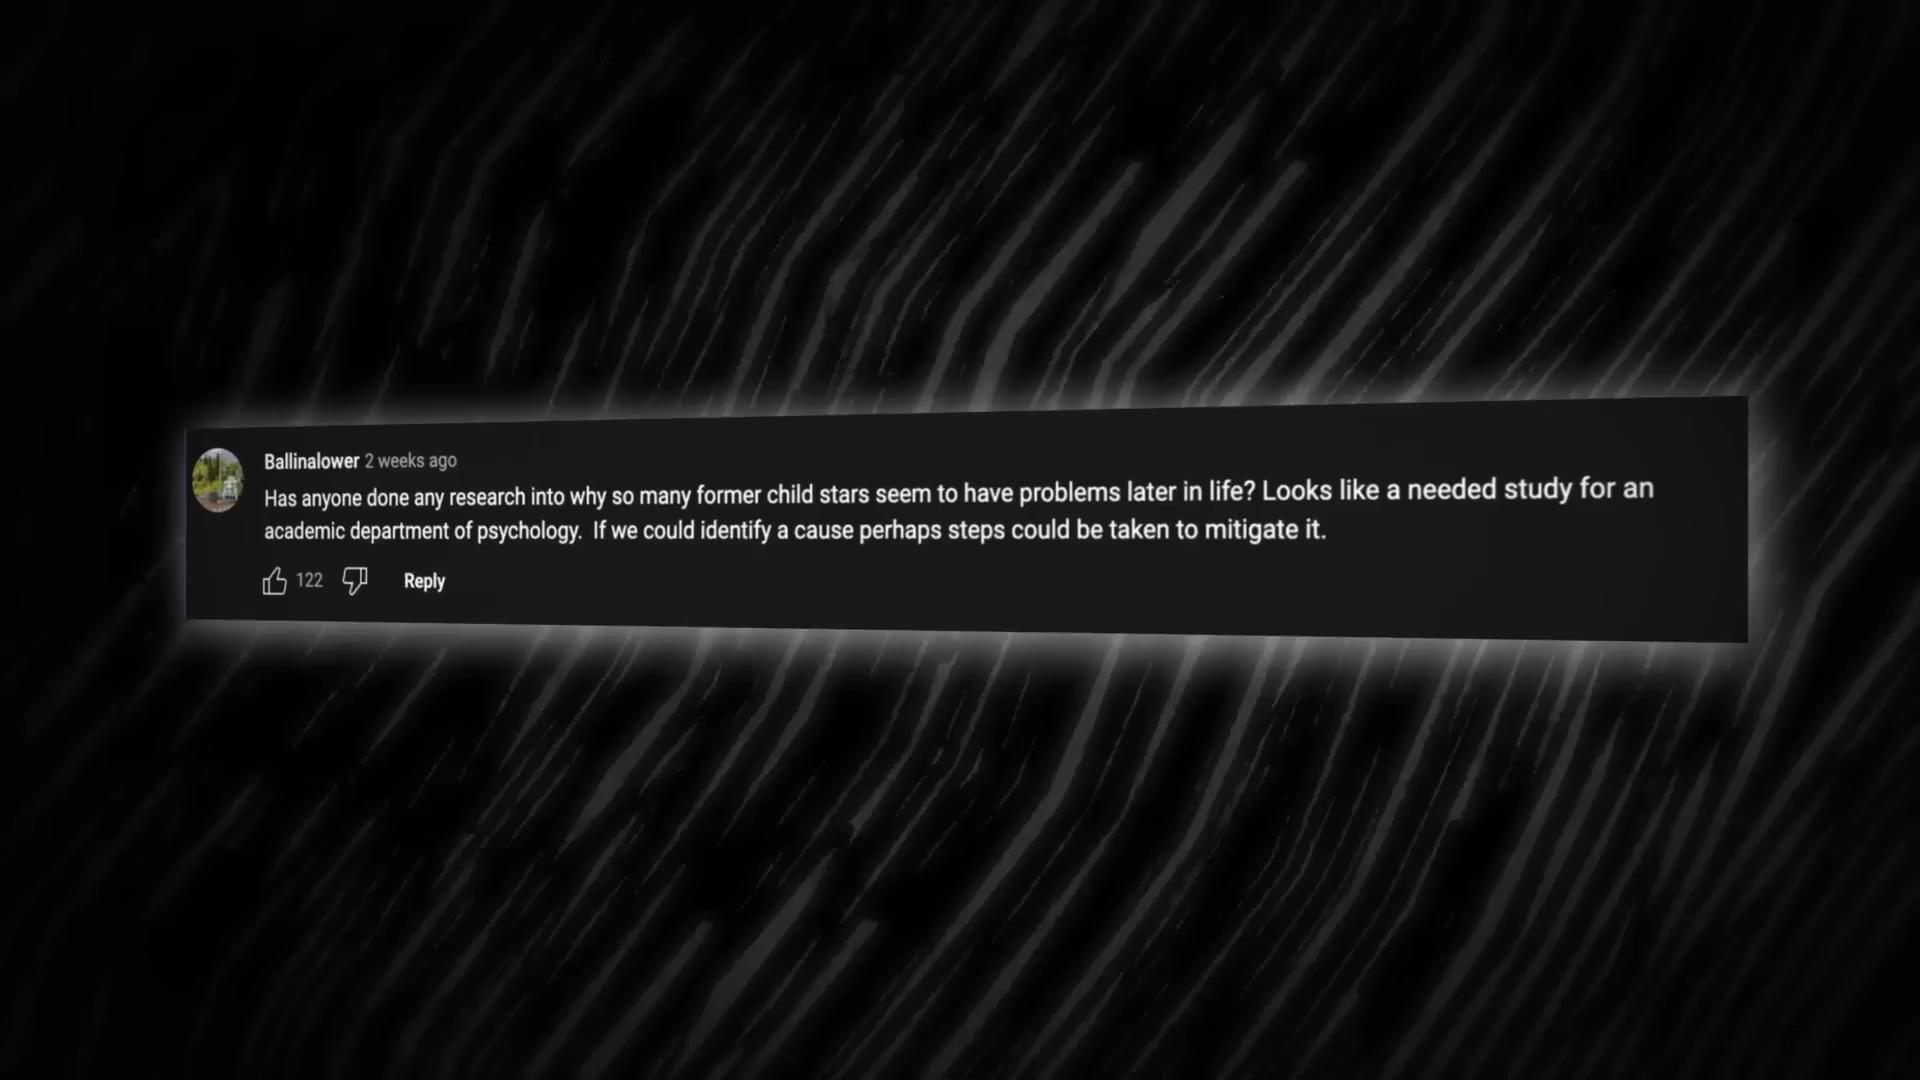 Ballinalower 2 weeks ago
Has anyone done any research into why so many former child stars seem to have problems later in life? Looks like a needed study for an
academic department of psychology.  If we could identify a cause perhaps steps could be taken to mitigate it.
122 Reply